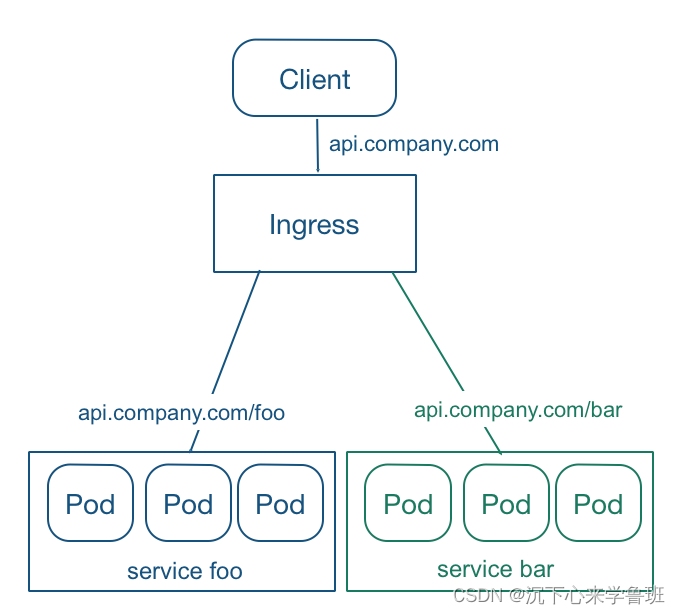 Client
api.company.com
Ingress
api.company.com/foo
api.company.com/bar
Pod
Pod
Pod
Pod
Pod
Pod
service foo
service bar
CSDN @沉下心来学鲁班